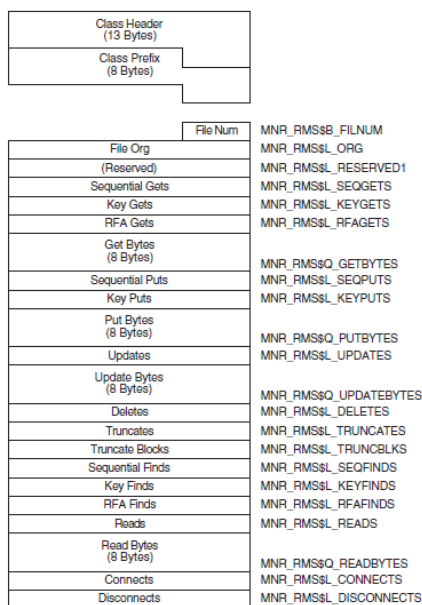 Class Header
(13 Bytes)
Class Prefix
(8 Bytes)
File Num MNR_RMS$B_FILNUM
File Org MNR_RMS$L_ORG
(Reserved) MNR_RMS$L_RESERVED1
Sequential Gets MNR_RMS$L_SEQGETS
Key Gets MNR_RMS$L_KEYGETS
RFA Gets MNR_RMS$L_RFAGETS
Get Bytes
(8 Bytes)
MNR_RMS$Q_GETBYTES
Sequential Puts MNR_RMS$L_SEQPUTS
Key Puts MNR_RMS$L_KEYPUTS
Put Bytes
(8 Bytes)
MNR_RMS$Q_PUTBYTES
Updates MNR_RMS$L_UPDATES
Update Bytes
(8 Bytes)
MNR_RMS$Q_UPDATEBYTES
Deletes MNR_RMS$L_DELETES
Truncates MNR_RMS$L_TRUNCATES
Truncate Blocks MNR_RMS$L_TRUNCBLKS
Sequential Finds MNR_RMS$L_SEQFINDS
Key Finds MNR_RMS$L_KEYFINDS
RFA Finds MNR_RMS$L_RFAFINDS
Reads MNR_RMS$L_READS
Read Bytes
(8 Bytes)
MNR_RMS$Q_READBYTES
Connects MNR_RMS$L_CONNECTS
Disconnects MNR_RMS$L_DISCONNECTS